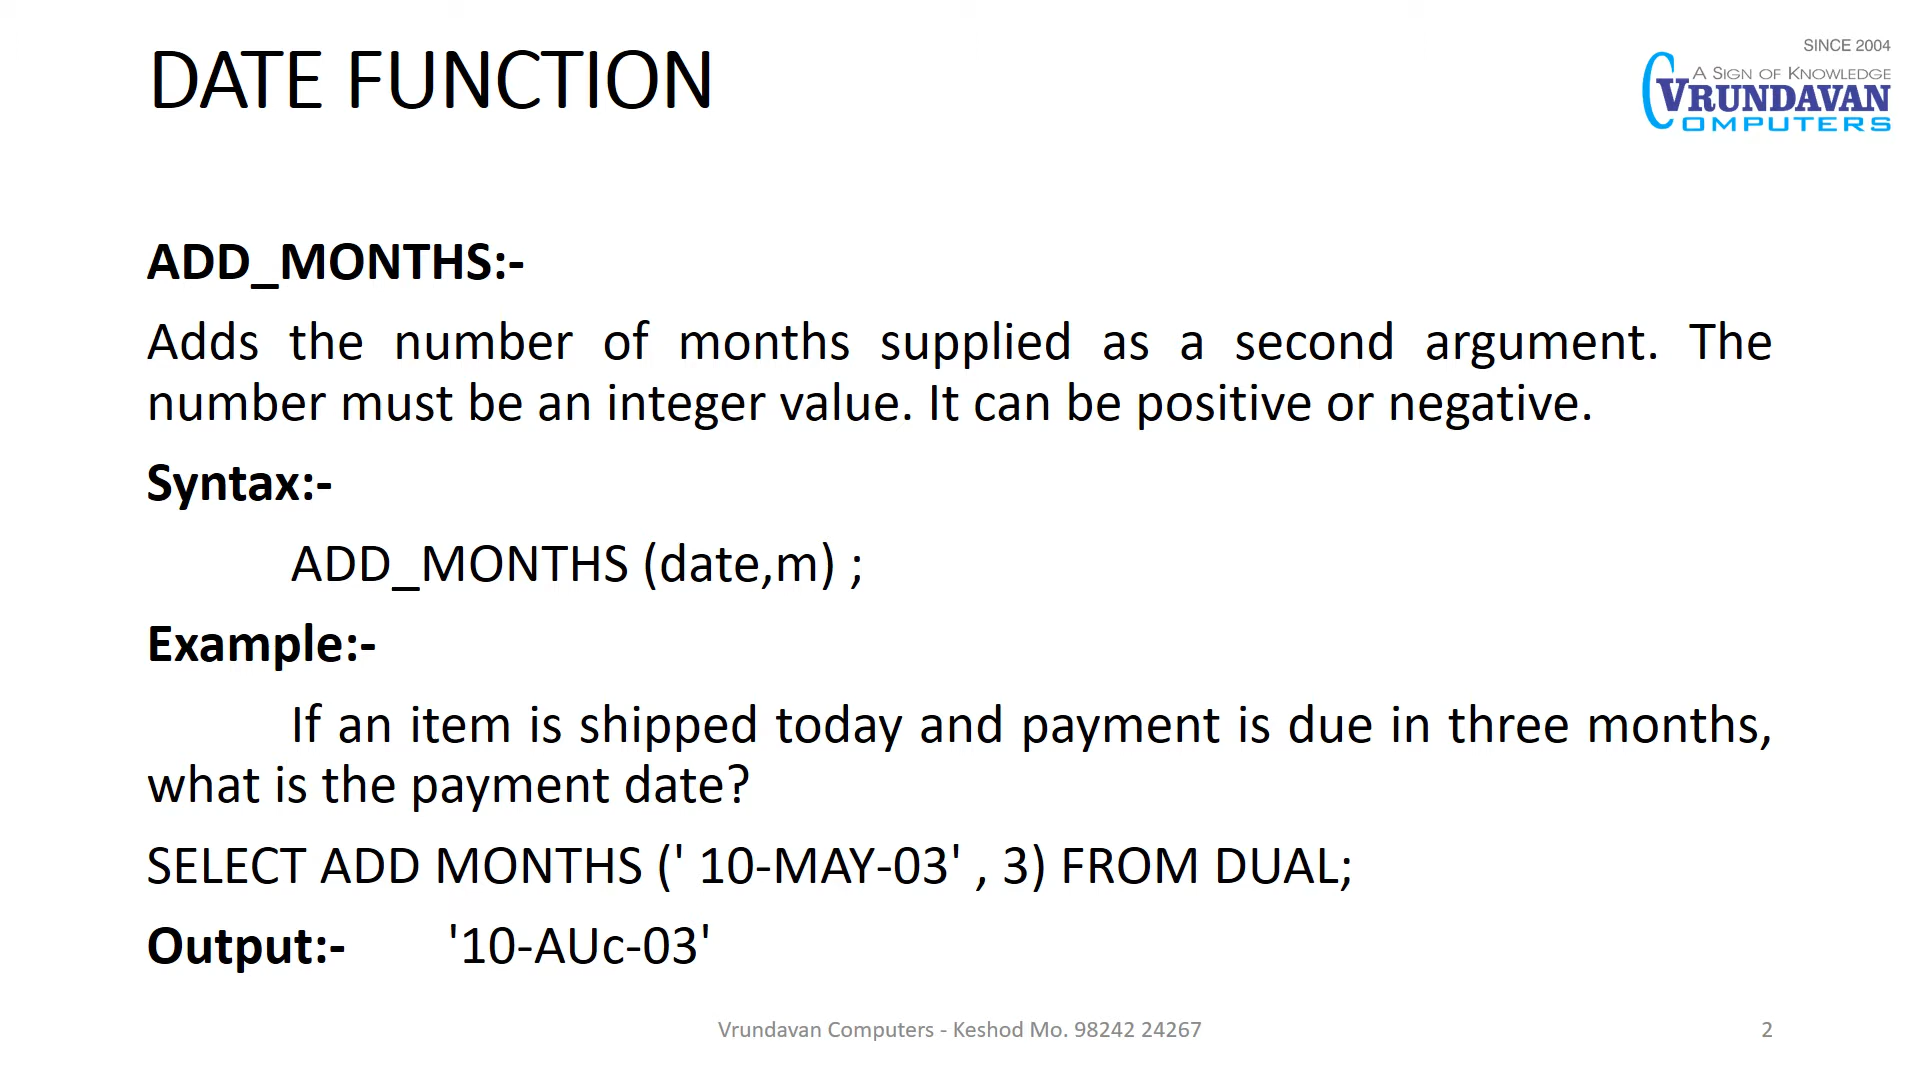 DATE FUNCTION
SINCE 2004
A SIGN OF KNOWLEDGE
VRUNDAVAN
COMPUTERS
ADD_MONTHS:-
Adds the number of months supplied as a second argument. The
number must be an integer value. It can be positive or negative.
Syntax:-
ADD_MONTHS (date,m) ;
Example:-
If an item is shipped today and payment is due in three months,
what is the payment date?
SELECT ADD MONTHS (' 10-MAY-03' , 3) FROM DUAL;
Output:- '10-AUc-03'
Vrundavan Computers - Keshod Mo. 98242 24267
2